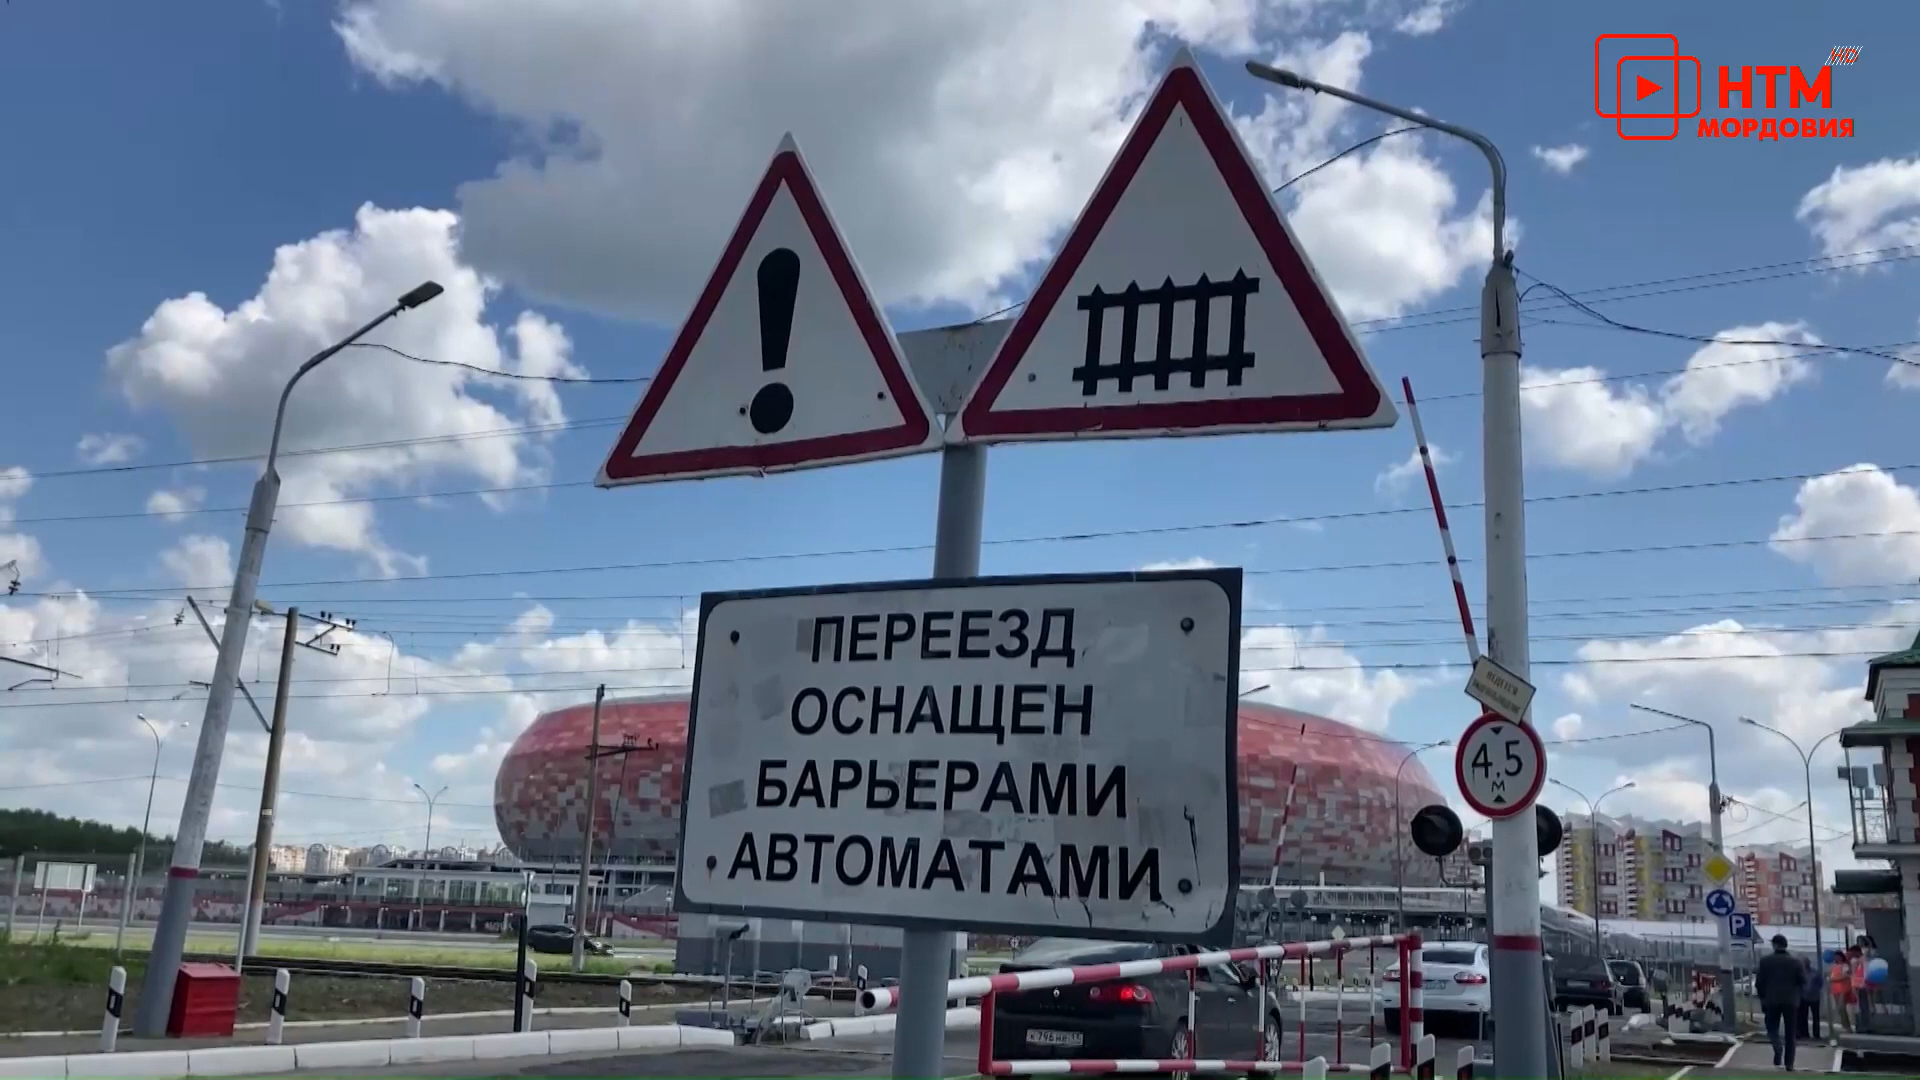 НТМ
МОРДОВИЯ
ПЕРЕЕЗД
ОСНАЩЕН
БАРЬЕРАМИ
АВТОМАТАМИ
4.5
м
P